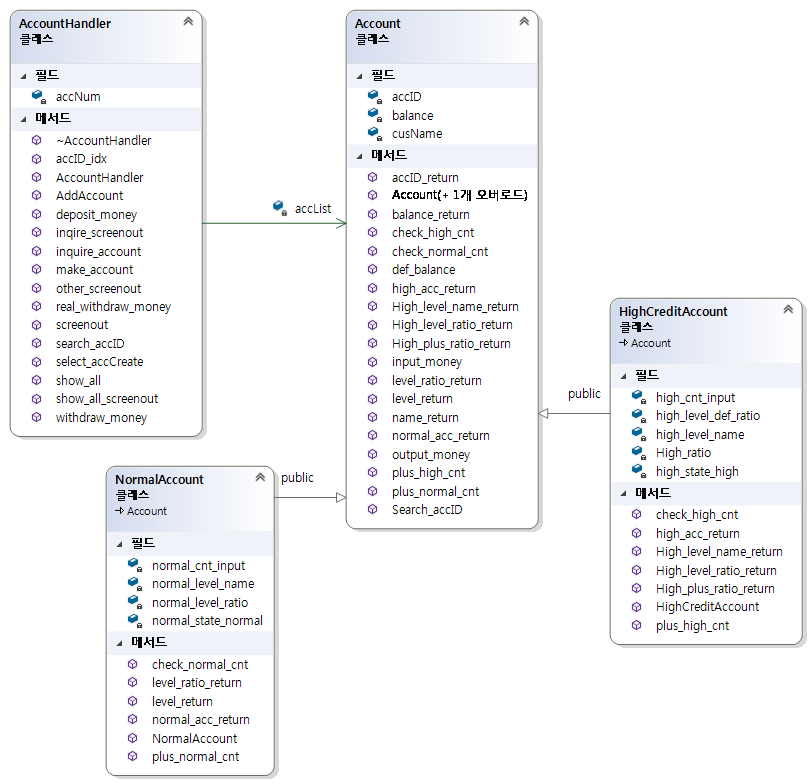 AccountHandler
클래스
필드
accNum
메서드
~AccountHandler
accID_idx
AccountHandler
AddAccount
deposit_money
inqire_screenout
inquire_account
make_account
other_screenout
real_withdraw_money
screenout
search_accID
select_accCreate
show_all
show_all_screenout
withdraw_money
accList
Account
클래스
필드
accID
balance
cusName
메서드
accID_return
Account(+ 1개 오버로드)
balance_return
check_high_cnt
check_normal_cnt
def_balance
high_acc_return
High_level_name_return
High_level_ratio_return
High_plus_ratio_return
input_money
level_ratio_return
level_return
name_return
normal_acc_return
output_money
plus_high_cnt
plus_normal_cnt
Search_accID
public
HighCreditAccount
클래스
Account
필드
high_cnt_input
high_level_def_ratio
high_level_name
High_ratio
high_state_high
메서드
check_high_cnt
high_acc_return
High_level_name_return
High_level_ratio_return
High_plus_ratio_return
HighCreditAccount
plus_high_cnt
NormalAccount
클래스
Account
public
필드
normal_cnt_input
normal_level_name
normal_level_ratio
normal_state_normal
메서드
check_normal_cnt
level_ratio_return
level_return
normal_acc_return
NormalAccount
plus_normal_cnt